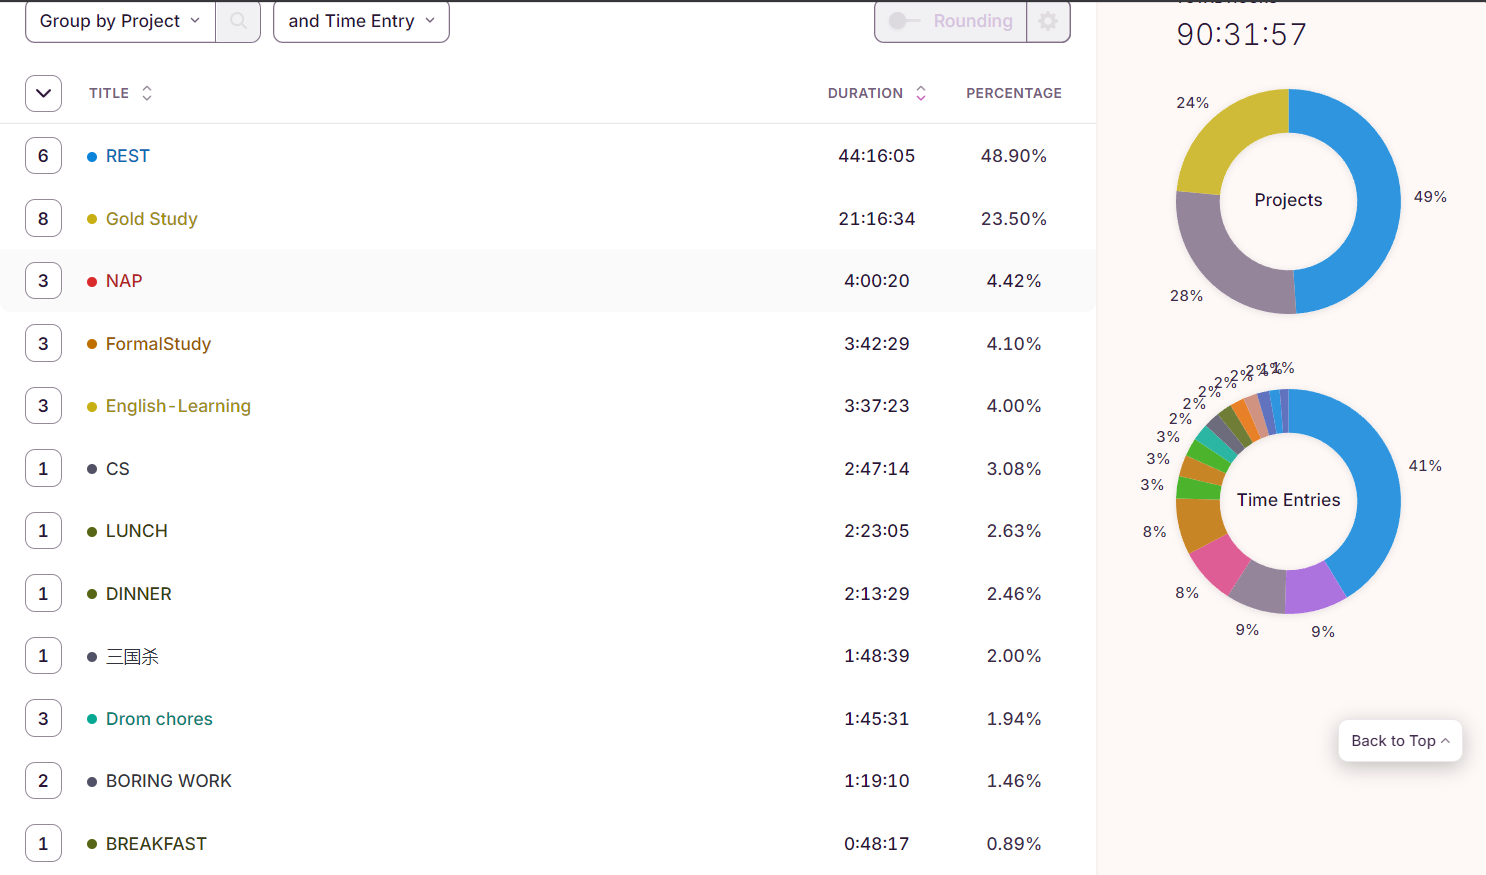 Group by Project
and Time Entry
Rounding
90:31:57
TITLE DURATION PERCENTAGE
6 REST 44:16:05 48.90%
8 Gold Study 21:16:34 23.50%
3 NAP 4:00:20 4.42%
3 FormalStudy 3:42:29 4.10%
3 English-Learning 3:37:23 4.00%
1 CS 2:47:14 3.08%
1 LUNCH 2:23:05 2.63%
1 DINNER 2:13:29 2.46%
1 三国杀 1:48:39 2.00%
3 Drom chores 1:45:31 1.94%
2 BORING WORK 1:19:10 1.46%
1 BREAKFAST 0:48:17 0.89%
24%
Projects
49%
28%
2%
1%
1%
2%
2%
2%
2%
2%
3%
3%
3%
41%
Time Entries
8%
8%
9%
9%
Back to Top